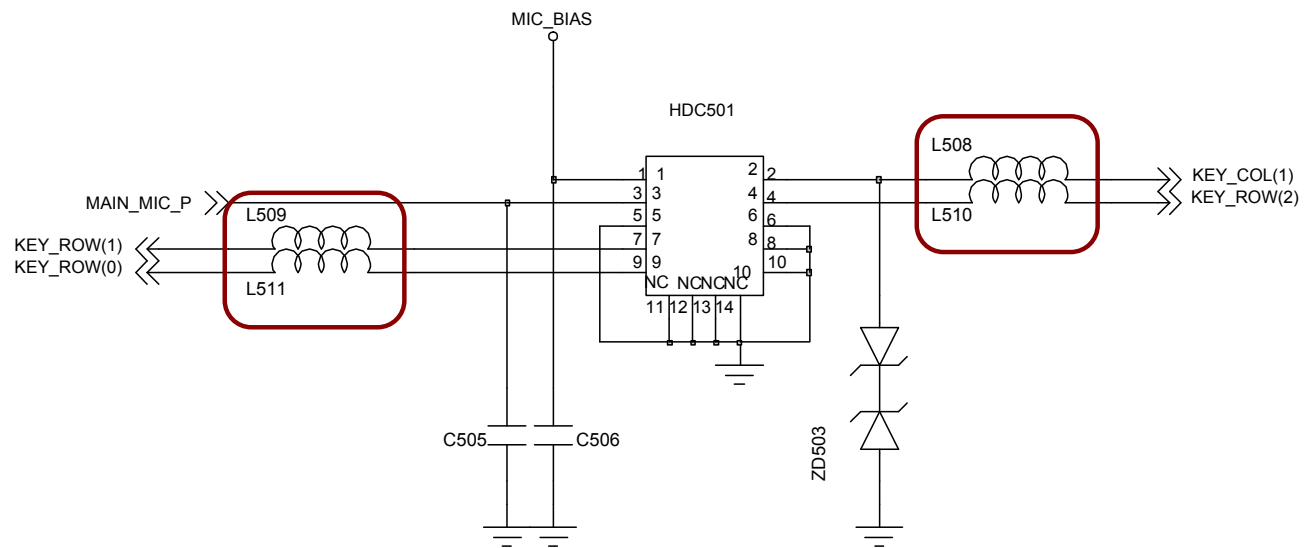 MIC_BIAS
HDC501
L508
1 1 2 2
KEY_COL(1)
MAIN_MIC_P
3 3 4 4
KEY_ROW(2)
L509
L510
5 5 6 6
KEY_ROW(1)
7 7 8 8
KEY_ROW(0)
9 9 10 10
L511
NC NC NC NC
11 12 13 14
C505
C506
ZD503